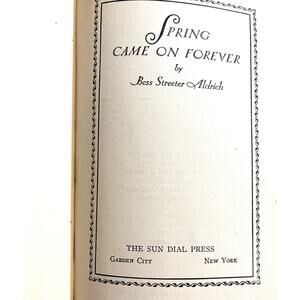 SPRING
CAME ON FOREVER
by
Bess Streeter Aldrich
THE SUN DIAL PRESS
GARDEN CITY NEW YORK